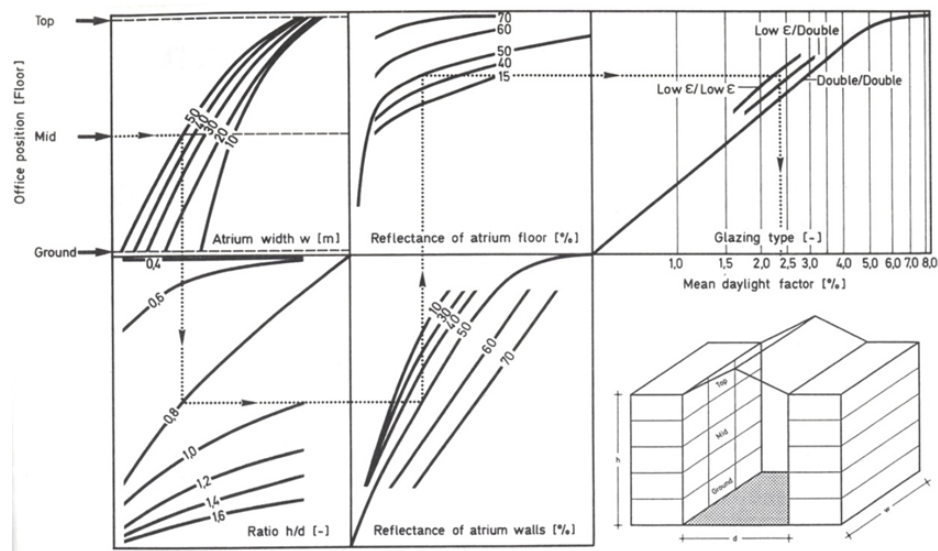 Top
Mid
Ground
Office position [Floor]
50
40
30
20
10
Atrium width w [m]
70
60
50
40
15
Reflectance of atrium floor [%]
Low Ɛ/Double
Low Ɛ/Low Ɛ
Double/Double
Glazing type [-]
1,0 1,5 2,0 2,5 3,0 4,0 5,0 6,0 7,0 8,0
Mean daylight factor [%]
0,4
0,6
0,8
1,0
1,2
1,4
1,6
Ratio h/d [-]
10
30
40
50
60
70
Reflectance of atrium walls [%]
Top
Mid
Ground
h
d
w